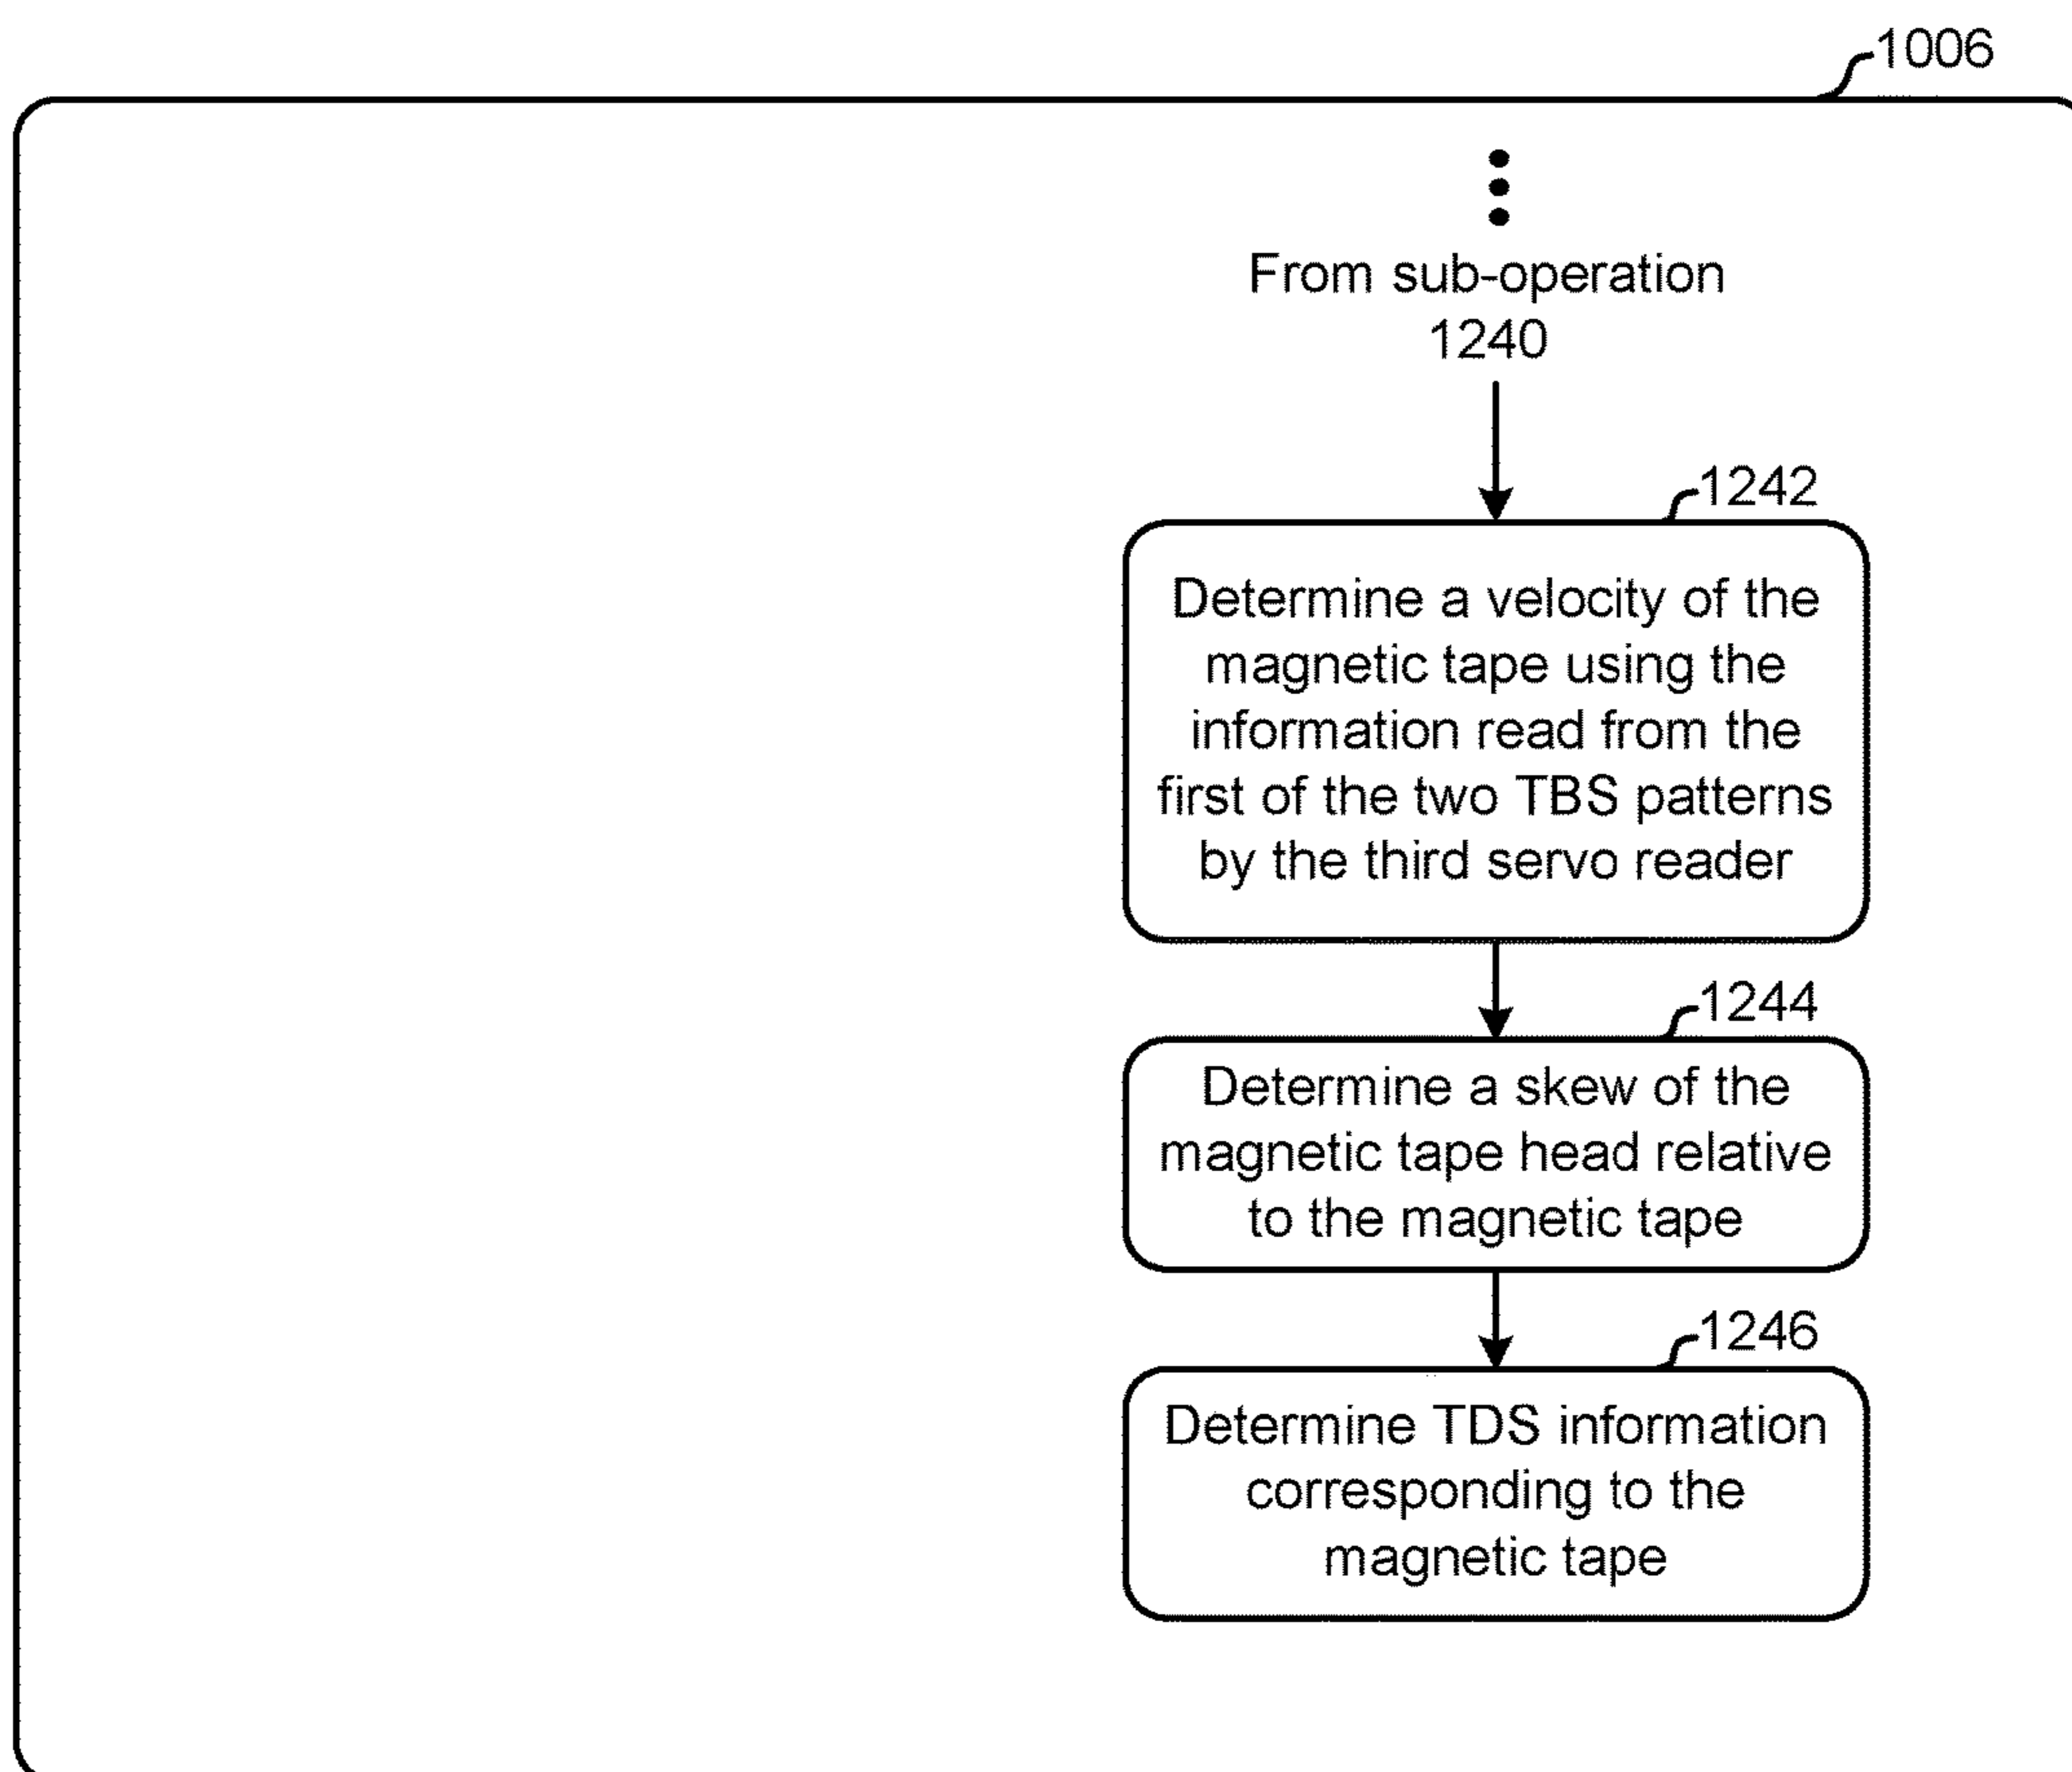 1006
From sub-operation
1240
1242
Determine a velocity of the
magnetic tape using the
information read from the
first of the two TBS patterns
by the third servo reader
1244
Determine a skew of the
magnetic tape head relative
to the magnetic tape
1246
Determine TDS information
corresponding to the
magnetic tape